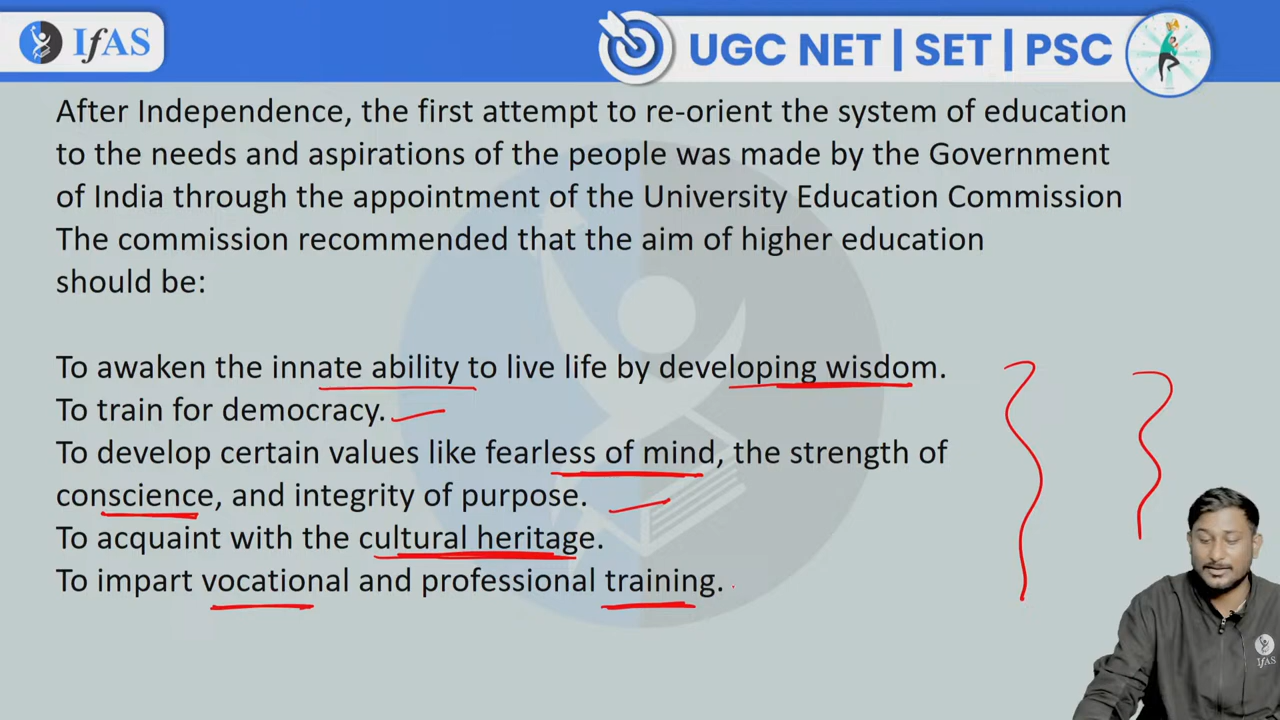 IfAS
UGC NET | SET | PSC
After Independence, the first attempt to re-orient the system of education
to the needs and aspirations of the people was made by the Government
of India through the appointment of the University Education Commission
The commission recommended that the aim of higher education
should be:
To awaken the innate ability to live life by developing wisdom.
To train for democracy.
To develop certain values like fearless of mind, the strength of
conscience, and integrity of purpose.
To acquaint with the cultural heritage.
To impart vocational and professional training.
IfAS